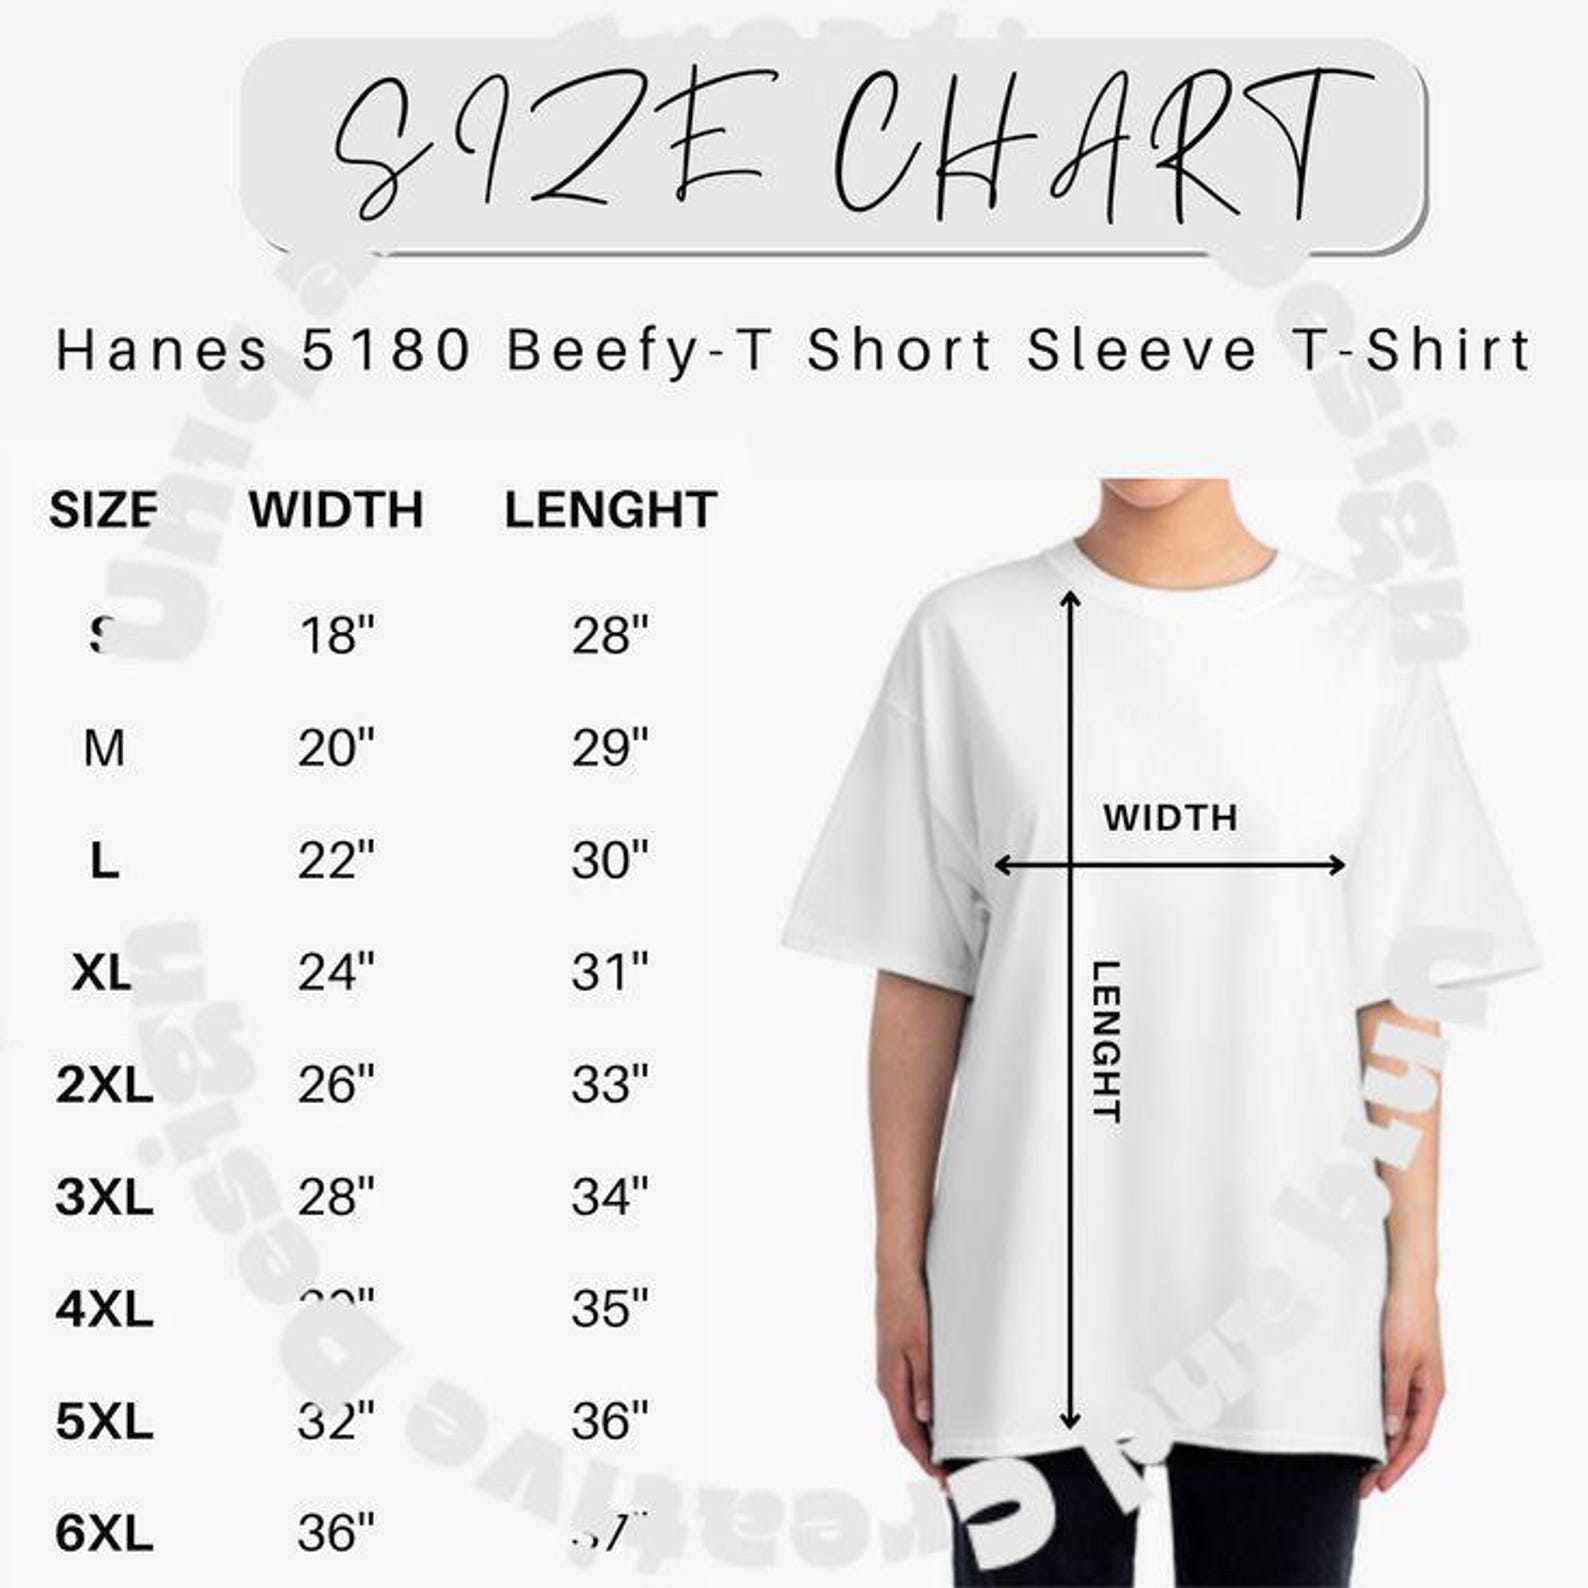 SIZE CHART
Hanes 5180 Beefy-T Short Sleeve T-Shirt
SIZE WIDTH LENGHT
S 18" 28"
M 20" 29"
L 22" 30"
XL 24" 31"
2XL 26" 33"
3XL 28" 34"
4XL 35"
5XL 32" 36"
6XL 36"
WIDTH
LENGHT